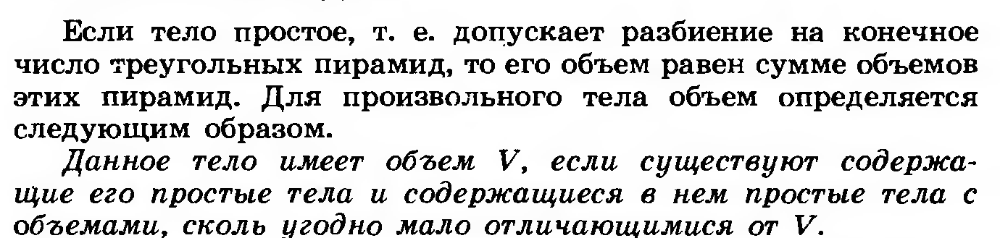 Если тело простое, т. е. допускает разбиение на конечное
число треугольных пирамид, то его объем равен сумме объемов
этих пирамид. Для произвольного тела объем определяется
следующим образом.
Данное тело имеет объем V, если существуют содержа-
щие его простые тела и содержащиеся в нем простые тела с
объемами, сколь угодно мало отличающимися от V.